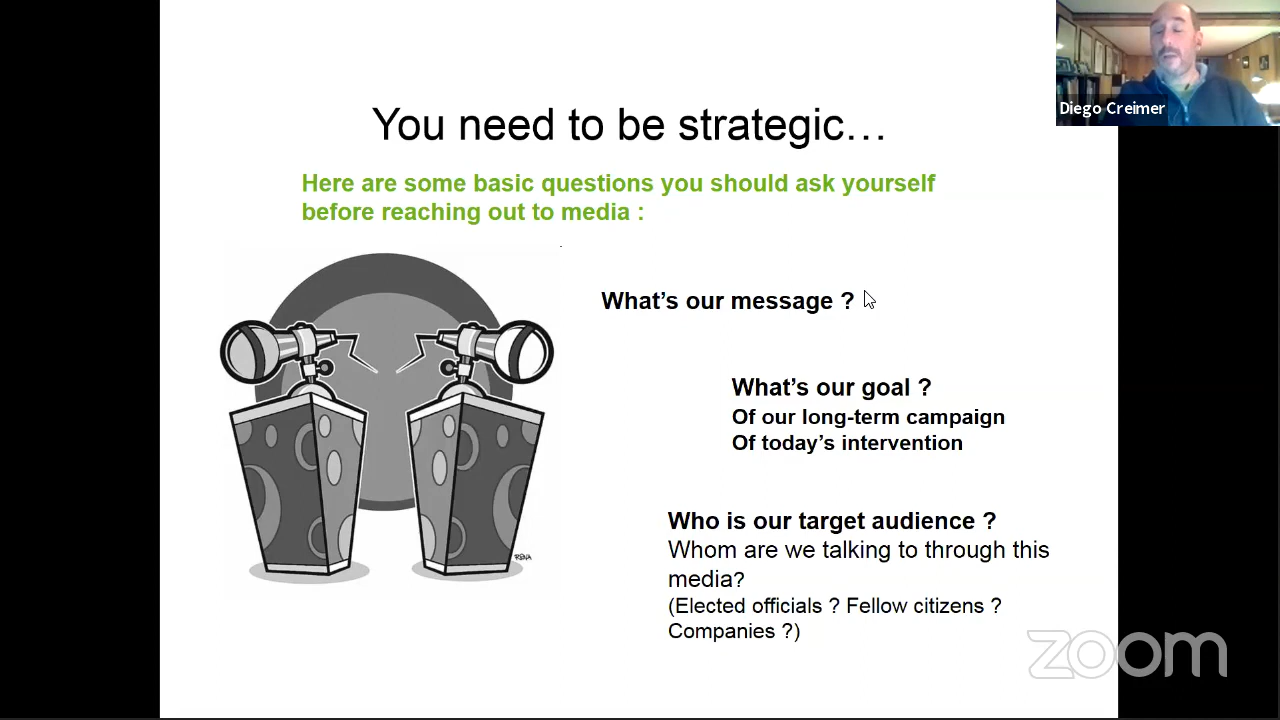 Diego Creimer
You need to be strategic…
Here are some basic questions you should ask yourself
before reaching out to media :
What's our message ?
What's our goal ?
Of our long-term campaign
Of today's intervention
Who is our target audience ?
Whom are we talking to through this
media?
(Elected officials ? Fellow citizens ?
Companies ?)
RENA
zoom